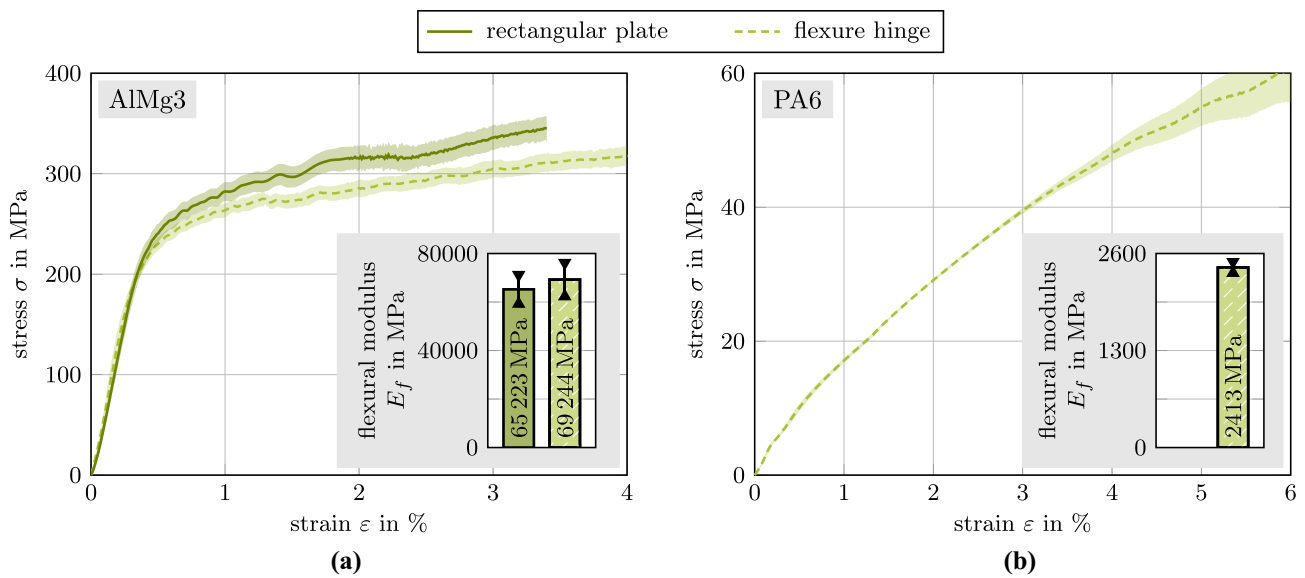 rectangular plate
flexure hinge
AlMg3
400
300
200
100
0
stress σ in MPa
0
1
2
3
4
strain ε in %
flexural modulus
E_f in MPa
80000
40000
0
65 223 MPa
69 244 MPa
(a)
PA6
60
40
20
0
stress σ in MPa
0
1
2
3
4
5
6
strain ε in %
flexural modulus
E_f in MPa
2600
1300
0
2413 MPa
(b)